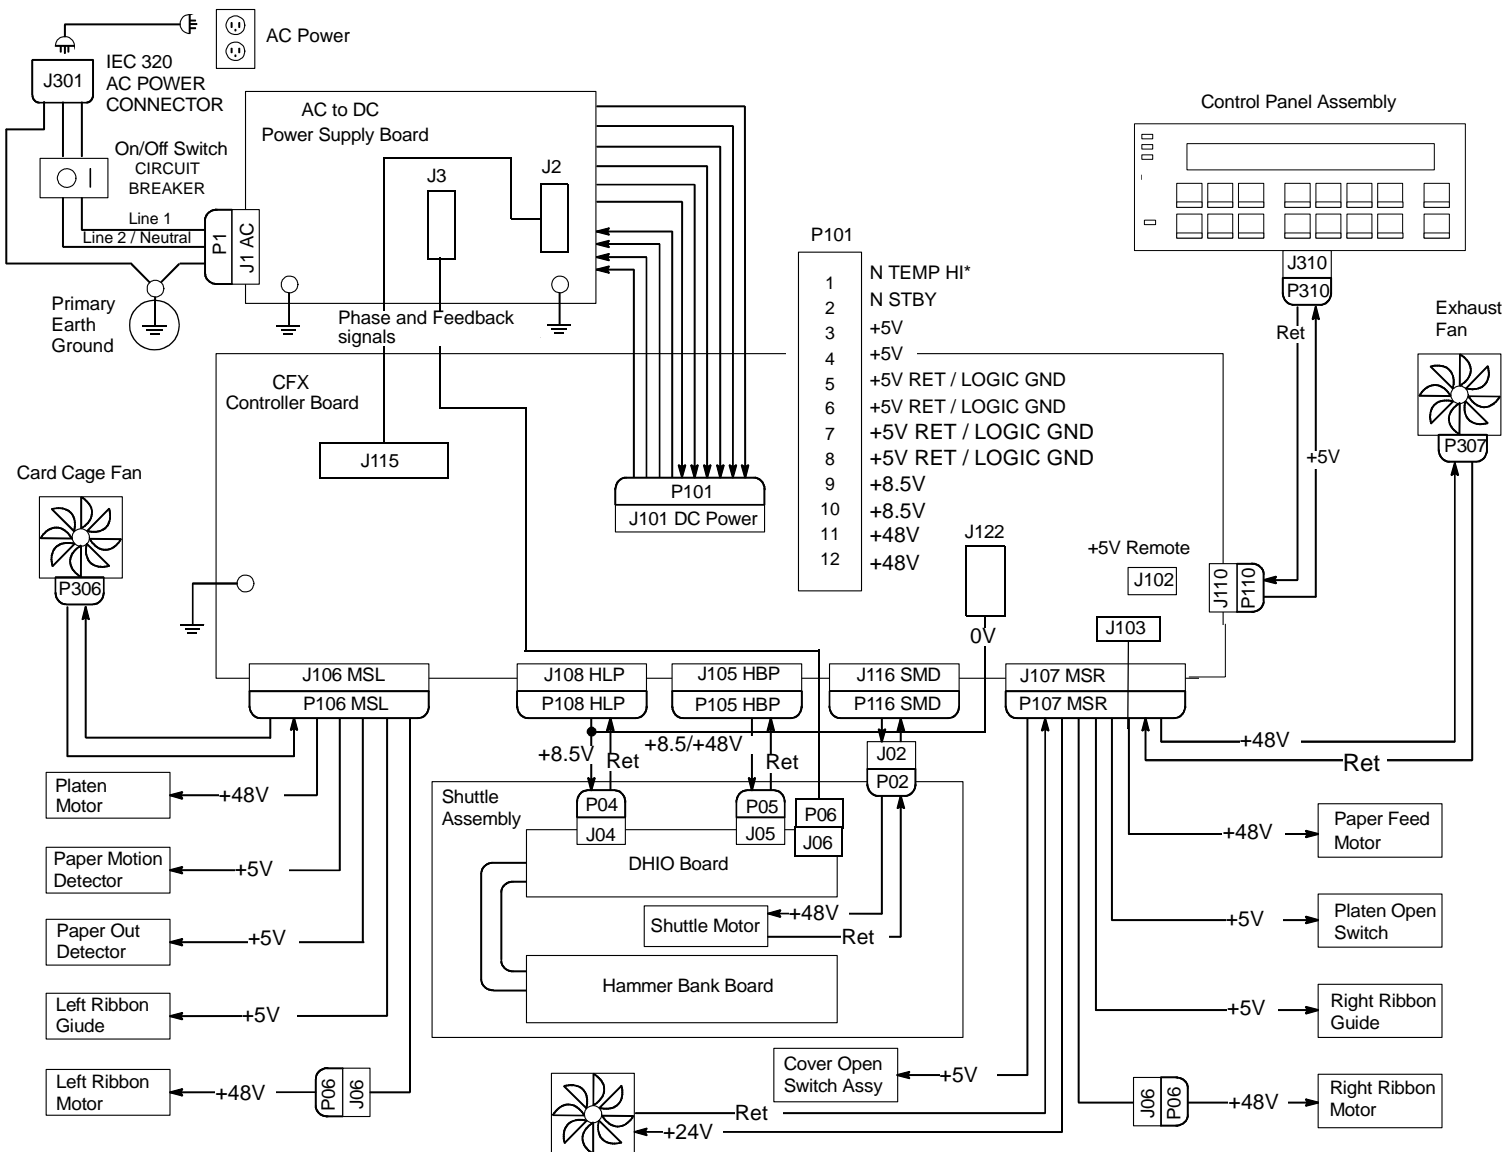 AC Power
IEC 320
AC POWER
CONNECTOR
J301
On/Off Switch
CIRCUIT
BREAKER
Line 1
Line 2 / Neutral
P1
J1 AC
Primary
Earth
Ground
AC to DC
Power Supply Board
J3
J2
Phase and Feedback
signals
CFX
Controller Board
J115
P101
J101 DC Power
P101
1 N TEMP HI*
2 N STBY
3 +5V
4 +5V
5 +5V RET / LOGIC GND
6 +5V RET / LOGIC GND
7 +5V RET / LOGIC GND
8 +5V RET / LOGIC GND
9 +8.5V
10 +8.5V
11 +48V
12 +48V
Control Panel Assembly
J310
P310
Ret
+5V
Exhaust
Fan
P307
J122
0V
+5V Remote
J102
J103
J110
P110
Card Cage Fan
P306
J106 MSL
P106 MSL
J108 HLP
P108 HLP
J105 HBP
P105 HBP
J116 SMD
P116 SMD
J107 MSR
P107 MSR
+8.5V
Ret
+8.5/+48V
Ret
J02
P02
+48V
Ret
Shuttle
Assembly
P04
J04
P05
J05
P06
J06
DHIO Board
Shuttle Motor
+48V
Ret
Hammer Bank Board
Platen
Motor
+48V
Paper Motion
Detector
+5V
Paper Out
Detector
+5V
Left Ribbon
Giude
+5V
Left Ribbon
Motor
+48V
P06
J06
Cover Open
Switch Assy
+5V
Ret
+24V
+48V
Paper Feed
Motor
+5V
Platen Open
Switch
+5V
Right Ribbon
Guide
J06
P06
+48V
Right Ribbon
Motor